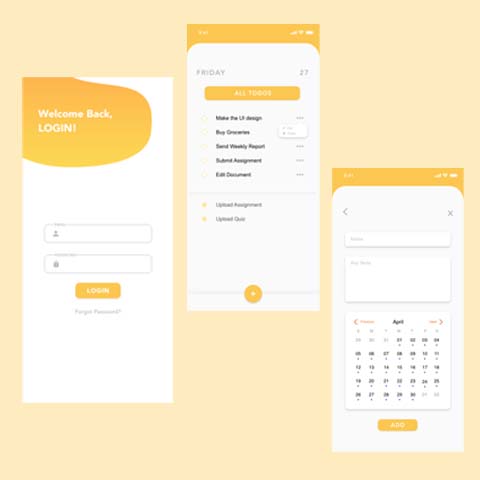 Welcome Back,
LOGIN!
LOGIN
Forgot Password?
9:41
FRIDAY 27
ALL TODOS
Make the UI design
Buy Groceries
Send Weekly Report
Submit Assignment
Edit Document
Upload Assignment
Upload Quiz
+
9:41
X
Name
Any Note
April
S M T W T F S
29 30 31 01 02 03 04
05 06 07 08 09 10 11
12 13 14 15 16 17 18
19 20 21 22 23 24 25
26 27 28 29 30 01 02
ADD